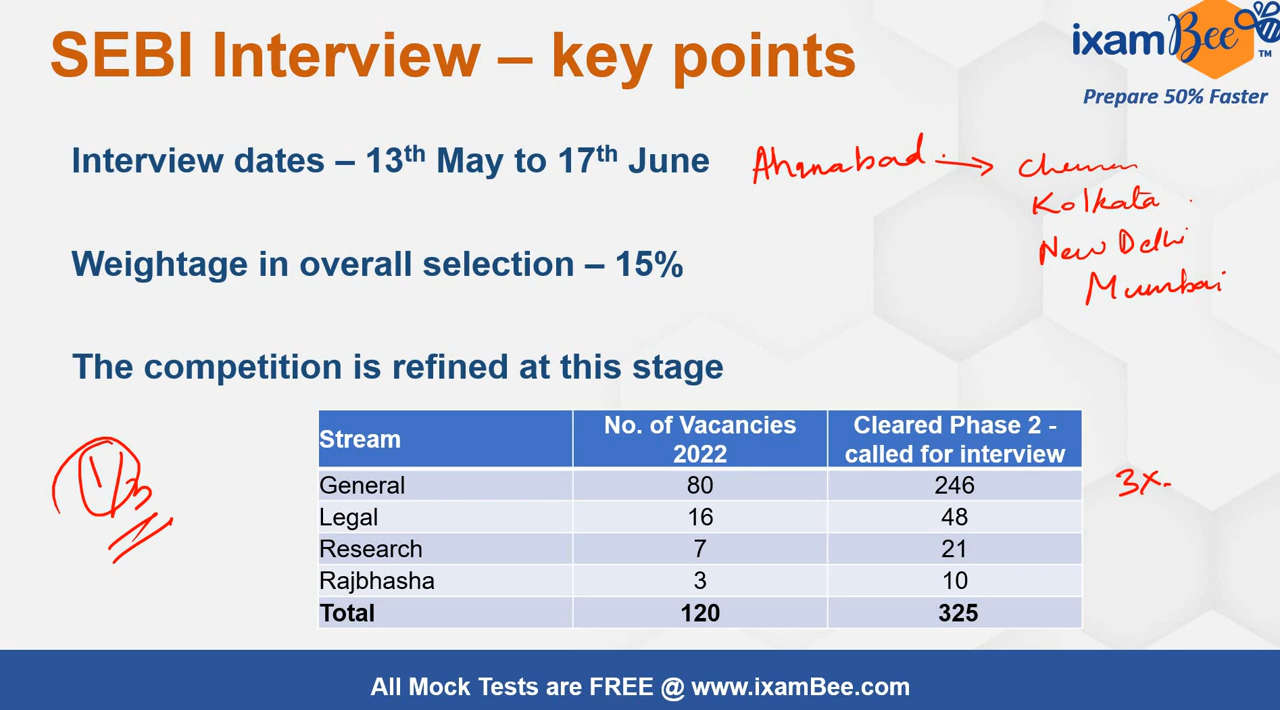 SEBI Interview – key points
ixamBee™
Prepare 50% Faster
Interview dates – 13th May to 17th June
Kolkata
New Delhi
Mumbai
Weightage in overall selection – 15%
The competition is refined at this stage
Stream No. of Vacancies 2022 Cleared Phase 2 - called for interview
General 80 246
3x
Legal 16 48
Research 7 21
Rajbhasha 3 10
Total 120 325
1/3
All Mock Tests are FREE @ www.ixamBee.com